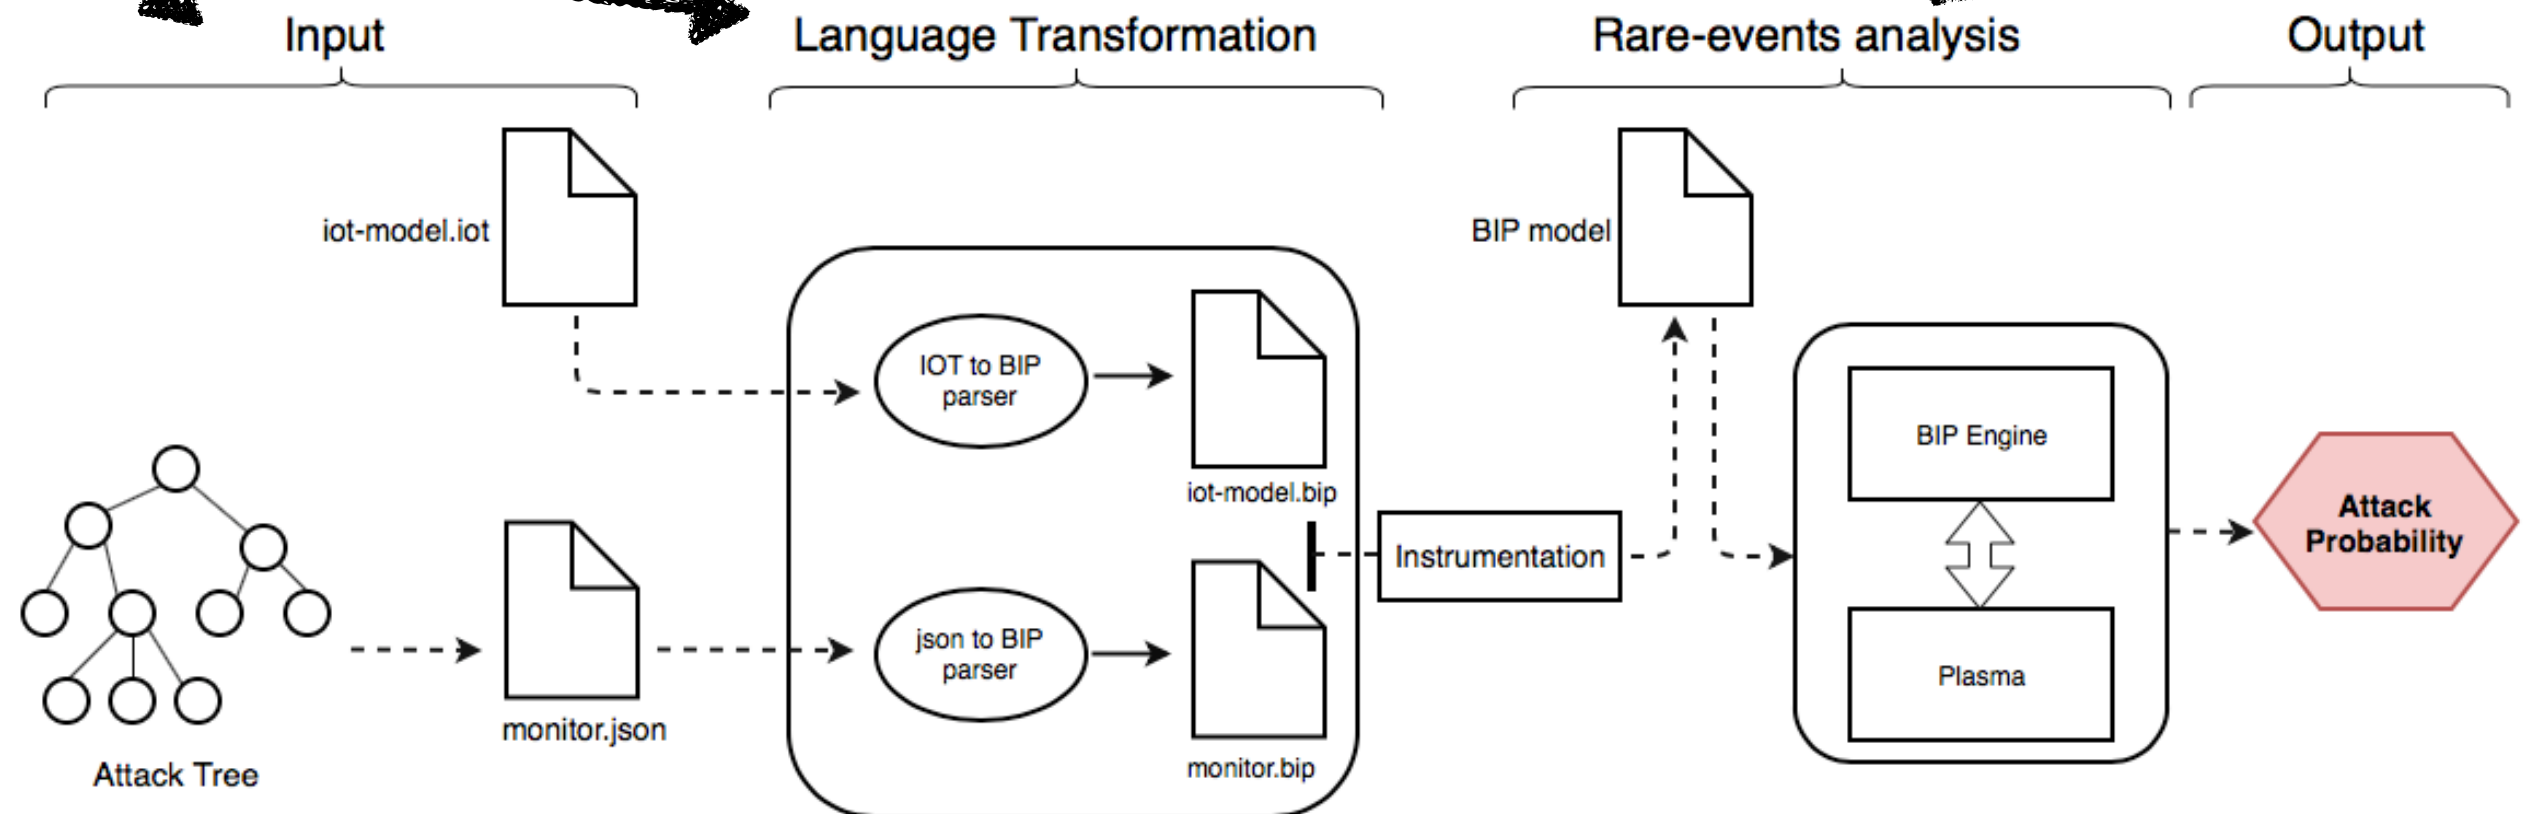 Input
Language Transformation
Rare-events analysis
Output
iot-model.iot
BIP model
IOT to BIP
parser
iot-model.bip
BIP Engine
Attack
Probability
Instrumentation
json to BIP
parser
Plasma
monitor.json
monitor.bip
Attack Tree